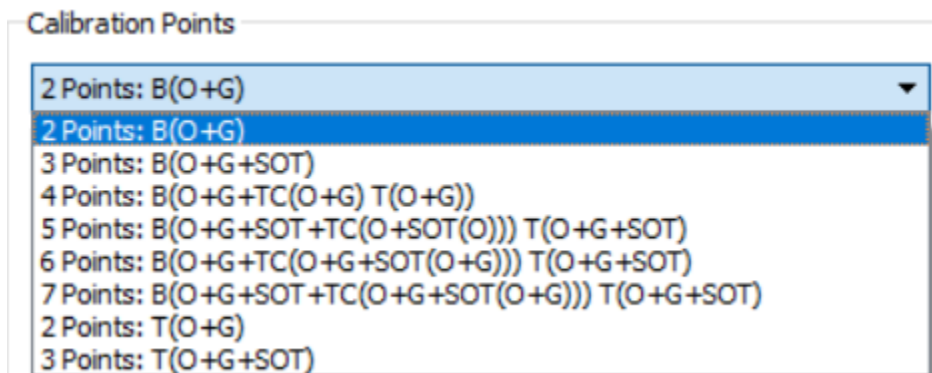 Calibration Points
2 Points: B(O+G)
2 Points: B(O+G)
3 Points: B(O+G+SOT)
4 Points: B(O+G+TC(O+G) T(O+G))
5 Points: B(O+G+SOT+TC(O+SOT(O))) T(O+G+SOT)
6 Points: B(O+G+TC(O+G+SOT(O+G))) T(O+G+SOT)
7 Points: B(O+G+SOT+TC(O+G+SOT(O+G))) T(O+G+SOT)
2 Points: T(O+G)
3 Points: T(O+G+SOT)